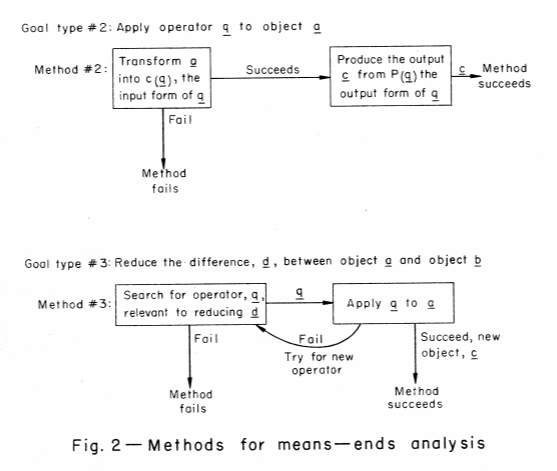 Goal type #2: Apply operator q to object a
Method #2:
Transform a
into c(q), the
input form of q
Succeeds
Produce the output
c from P(q) the
output form of q
c
Method
succeeds
Fail
Method
fails
Goal type #3: Reduce the difference, d, between object a and object b
Method #3:
Search for operator, q,
relevant to reducing d
q
Apply q to a
Fail
Fail
Try for new
operator
Succeed, new
object, c
Method
fails
Method
succeeds
Fig. 2—Methods for means—ends analysis